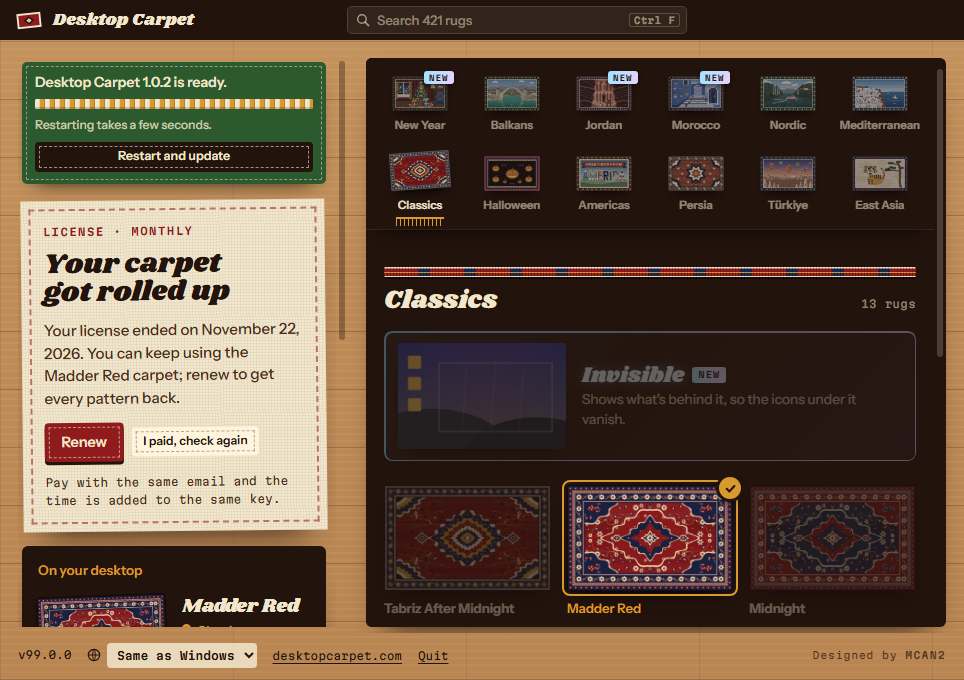 Desktop Carpet
Search 421 rugs
Ctrl F
Desktop Carpet 1.0.2 is ready.
Restarting takes a few seconds.
Restart and update
LICENSE · MONTHLY
Your carpet
got rolled up
Your license ended on November 22,
2026. You can keep using the
Madder Red carpet; renew to get
every pattern back.
Renew
I paid, check again
Pay with the same email and the
time is added to the same key.
On your desktop
Madder Red
NEW
NEW
NEW
New Year
Balkans
Jordan
Morocco
Nordic
Mediterranean
Classics
Halloween
Americas
Persia
Türkiye
East Asia
Classics
13 rugs
Invisible
NEW
Shows what's behind it, so the icons under it
vanish.
Tabriz After Midnight
Madder Red
Midnight
v99.0.0
Same as Windows
desktopcarpet.com
Quit
Designed by MCAN2